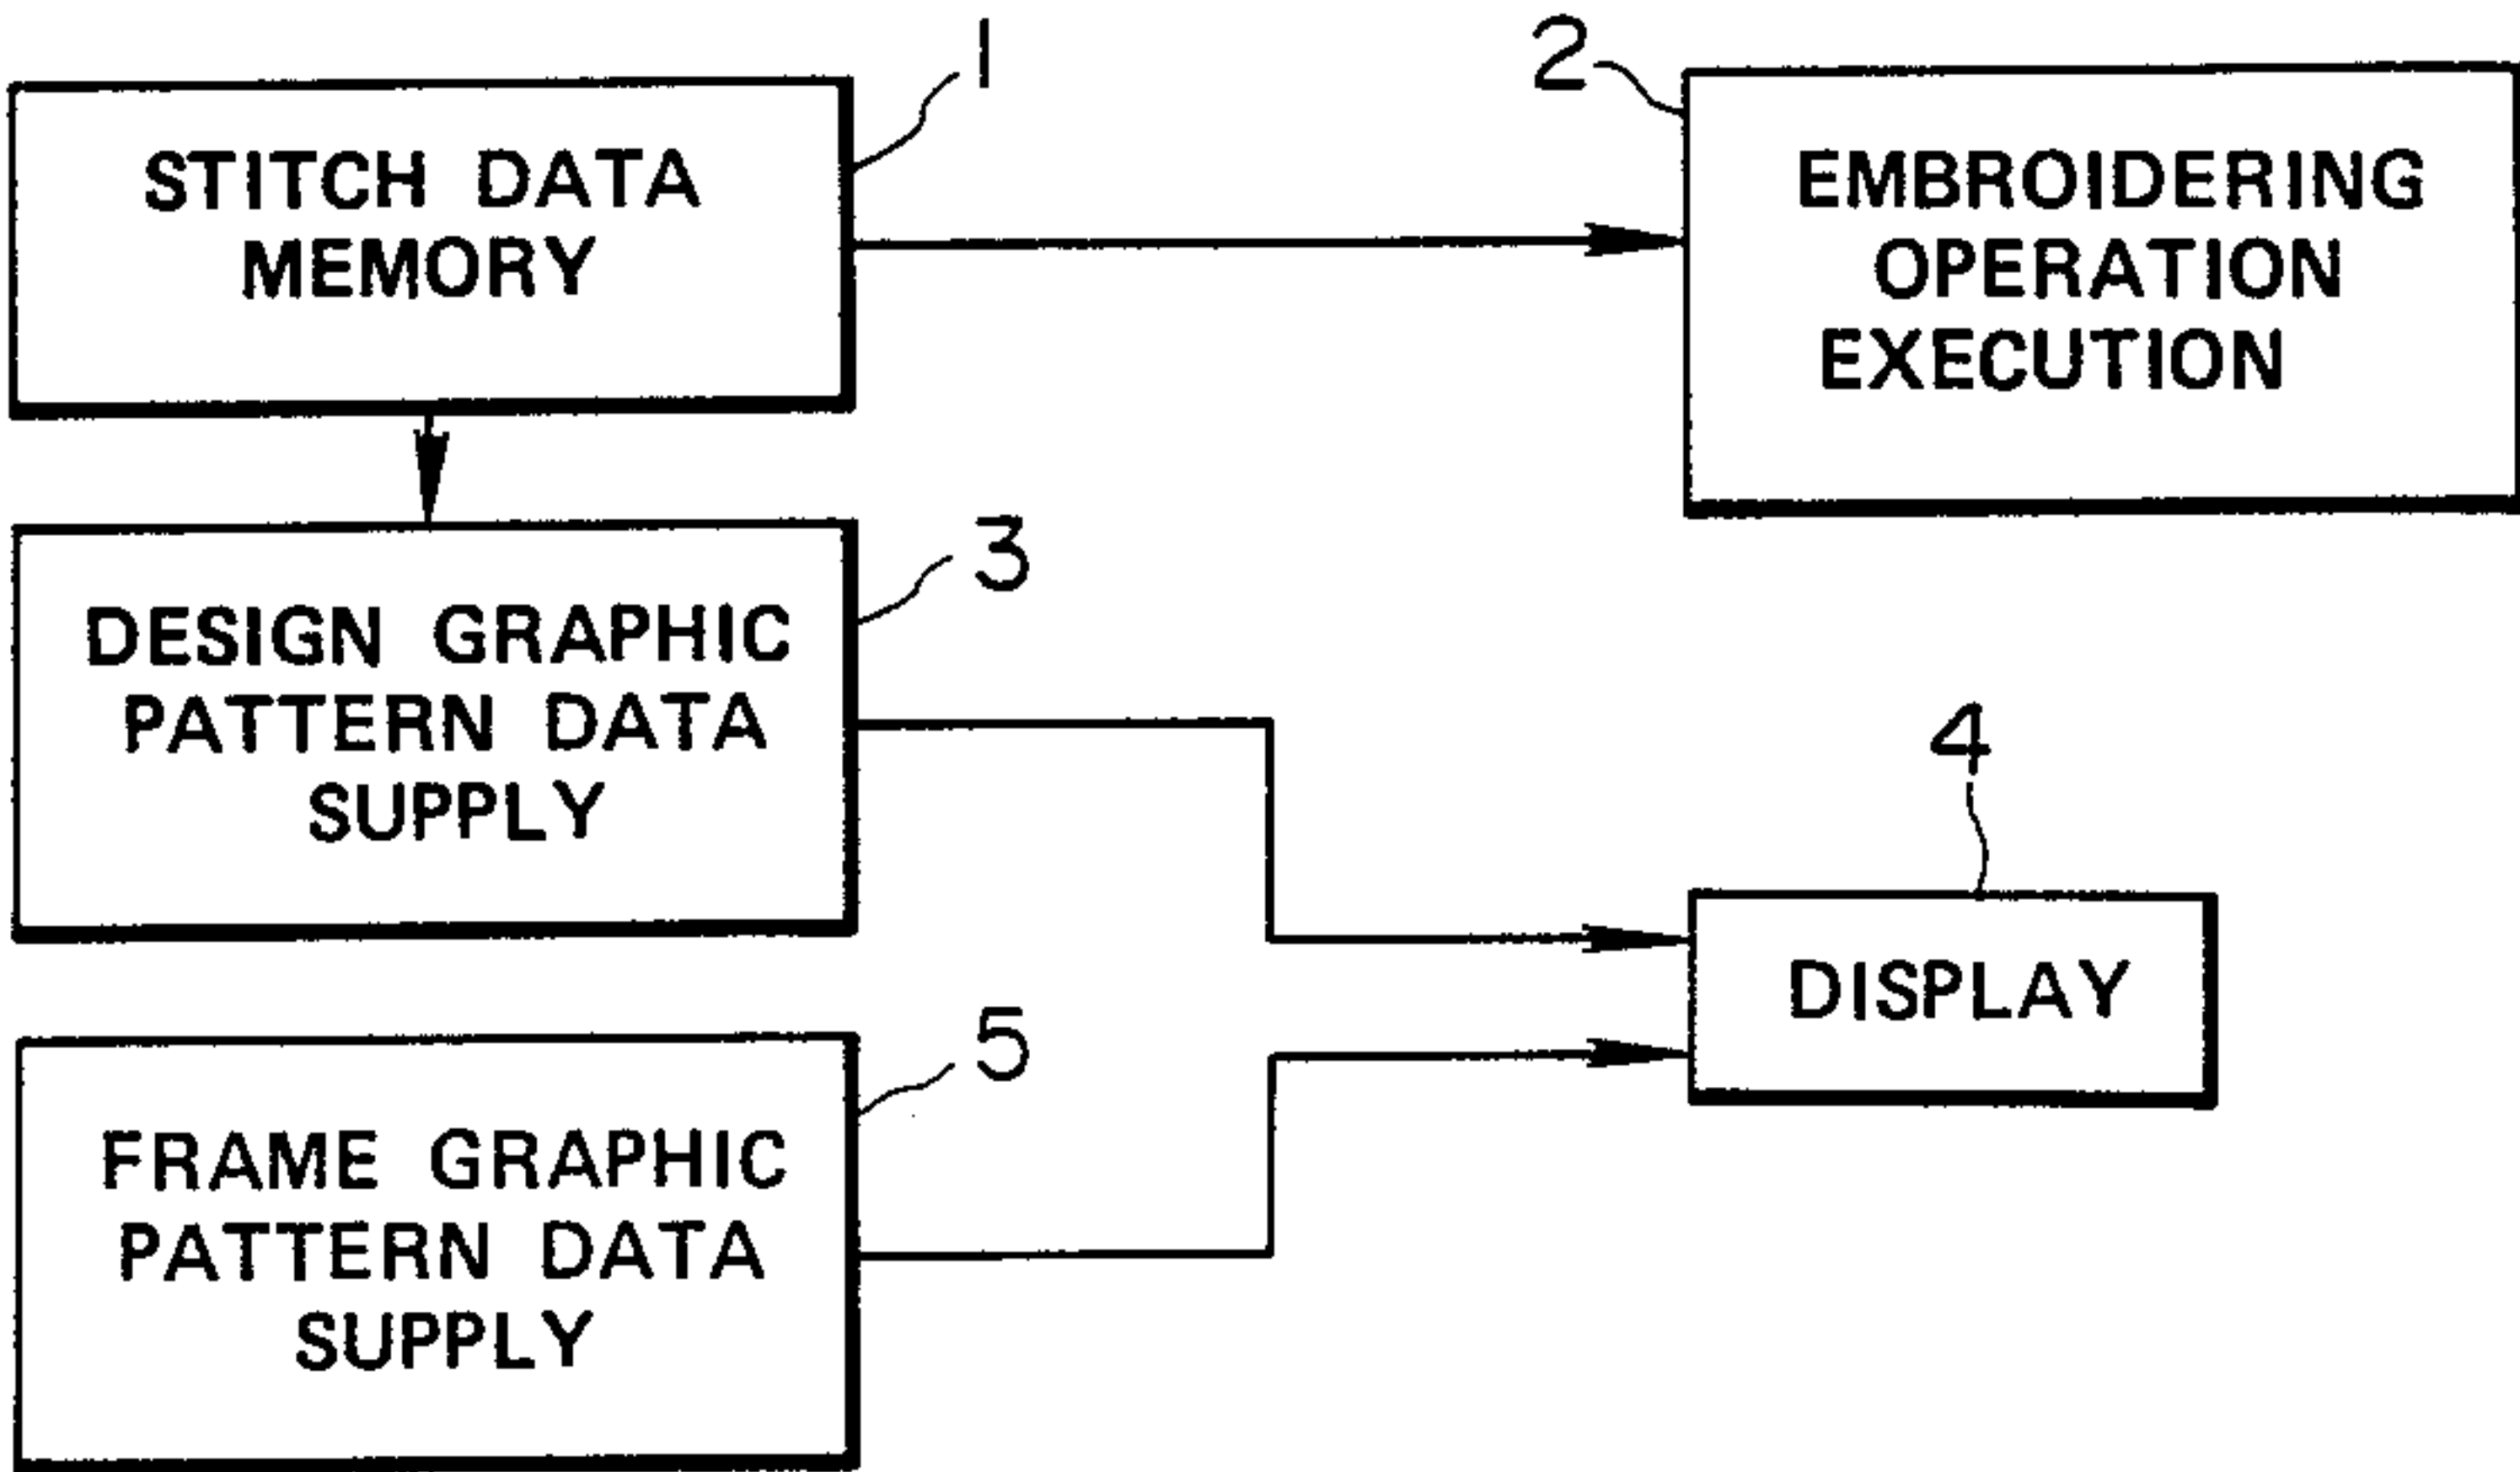 1
STITCH DATA
MEMORY
2
EMBROIDERING
OPERATION
EXECUTION
3
DESIGN GRAPHIC
PATTERN DATA
SUPPLY
4
DISPLAY
5
FRAME GRAPHIC
PATTERN DATA
SUPPLY